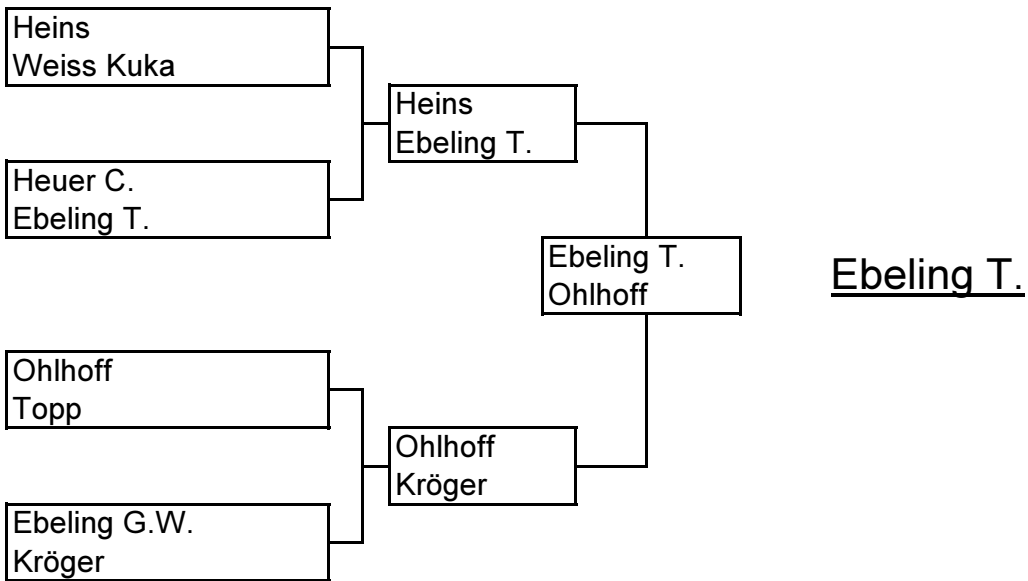 Heins
Weiss Kuka
Heuer C.
Ebeling T.
Ohlhoff
Topp
Ebeling G.W.
Kröger
Heins
Ebeling T.
Ohlhoff
Kröger
Ebeling T.
Ohlhoff
Ebeling T.